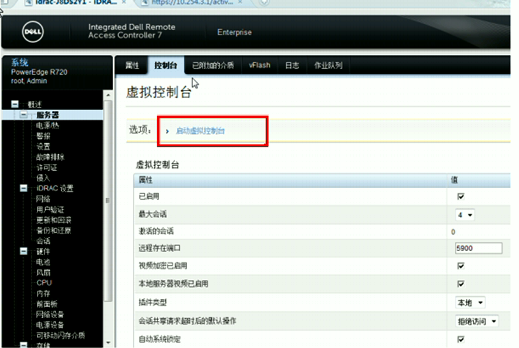 idrac-J8DS2Y1 - iDRA...
https://10.254.3.1/activ...
DELL
Integrated Dell Remote
Access Controller 7
Enterprise
系统
PowerEdge R720
root, Admin
属性 控制台 已附加的介质 vFlash 日志 作业队列
概述
服务器
电源/热
警报
设置
故障排除
许可证
侵入
iDRAC 设置
网络
用户验证
更新和回滚
备份和还原
会话
硬件
电池
风扇
CPU
内存
前面板
网络设备
电源设备
可移动闪存介质
存储
虚拟控制台
选项: 启动虚拟控制台
虚拟控制台
属性 值
已启用
最大会话 4
激活的会话 0
远程存在端口 5900
视频加密已启用
本地服务器视频已启用
插件类型 本地
会话共享请求超时后的默认操作 拒绝访问
自动系统锁定